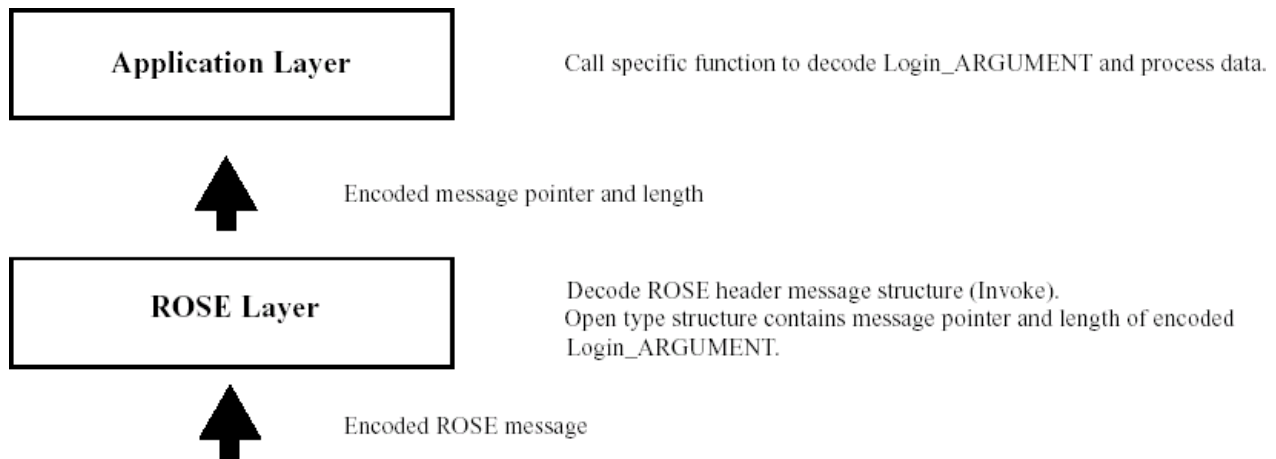 Application Layer
Call specific function to decode Login_ARGUMENT and process data.
Encoded message pointer and length
ROSE Layer
Decode ROSE header message structure (Invoke).
Open type structure contains message pointer and length of encoded
Login_ARGUMENT.
Encoded ROSE message